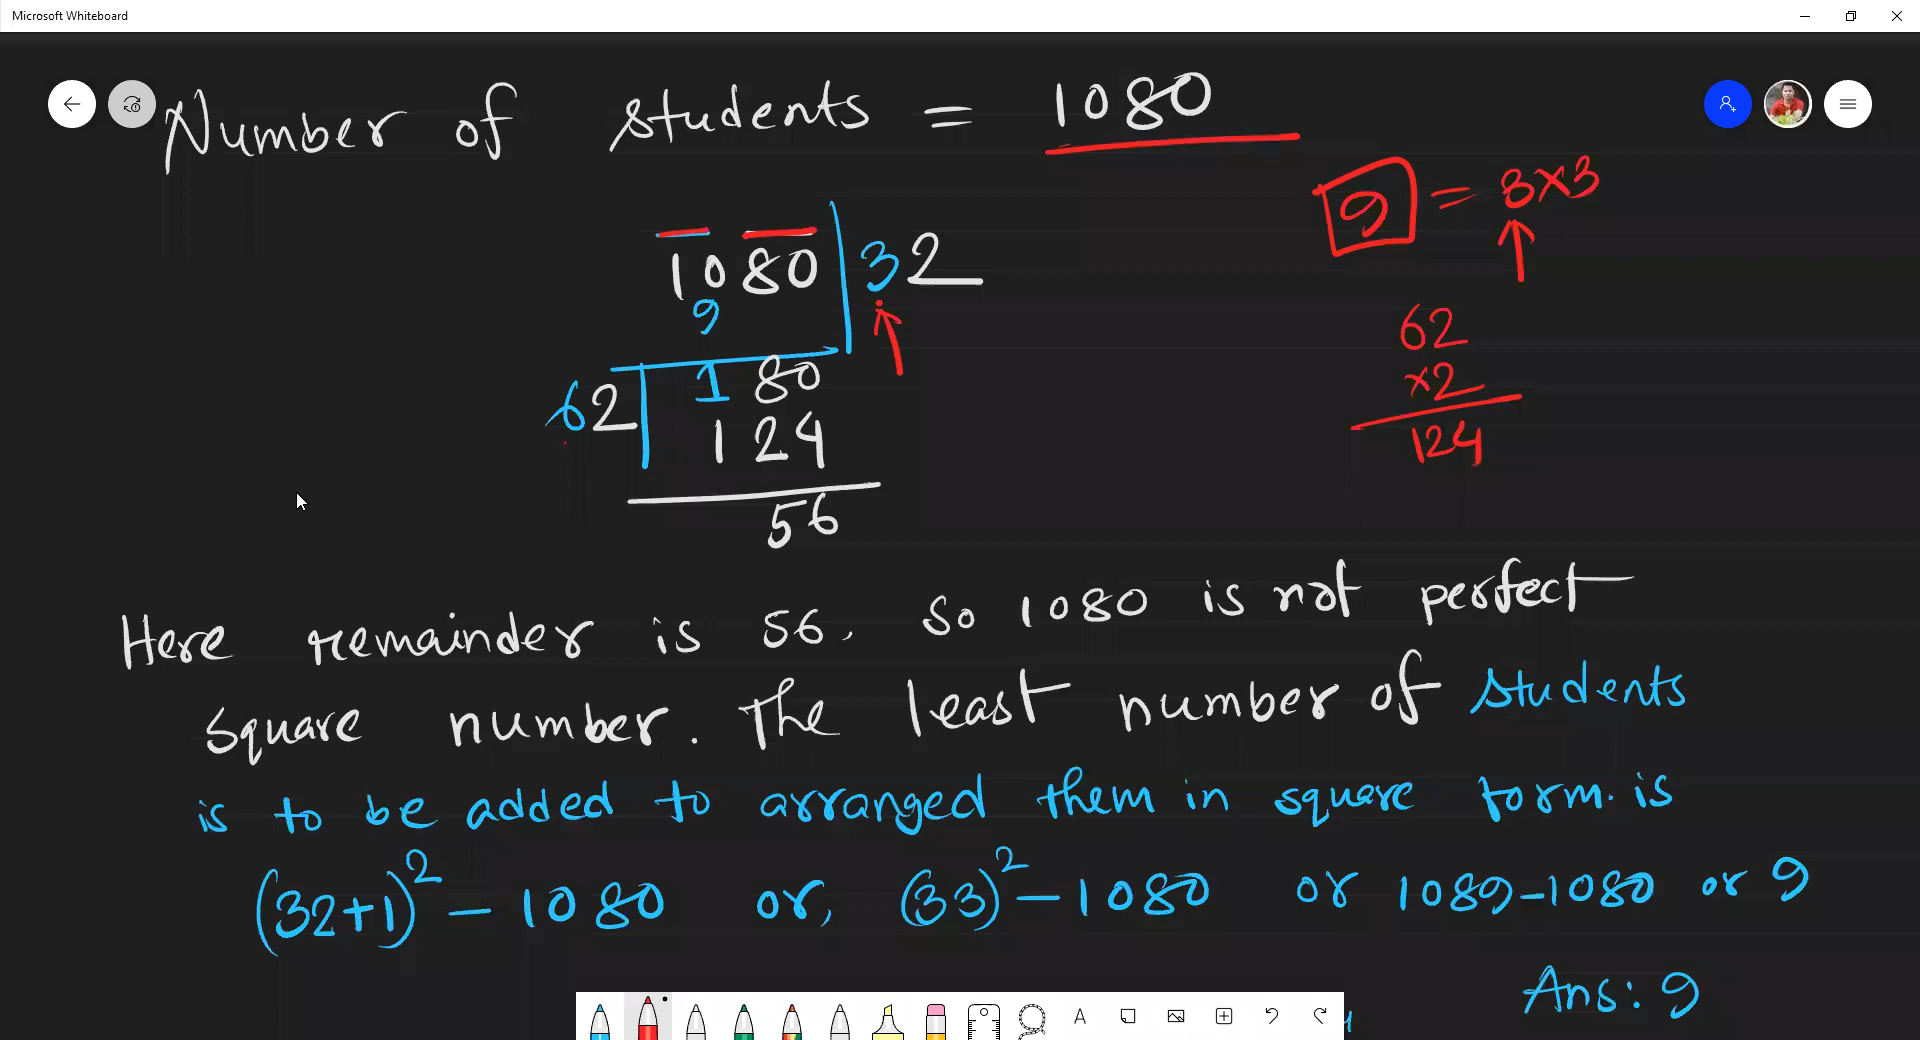 Microsoft Whiteboard
Number of students = 1080
9 = 3x3
1080 32
9
62 180
124
56
62
x2
124
Here remainder is 56. So 1080 is not perfect
square number. The least number of students
is to be added to arranged them in square form. is
(32+1)² - 1080 or, (33)² - 1080 or 1089-1080 or 9
Ans: 9
A